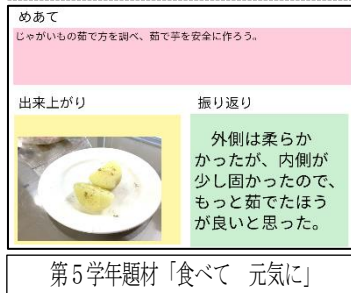 めあて
じゃがいもの茹で方を調べ、茹で芋を安全に作ろう。
出来上がり
振り返り
外側は柔らか
かったが、内側が
少し固かったので、
もっと茹でたほう
が良いと思った。
第5学年題材「食べて 元気に」